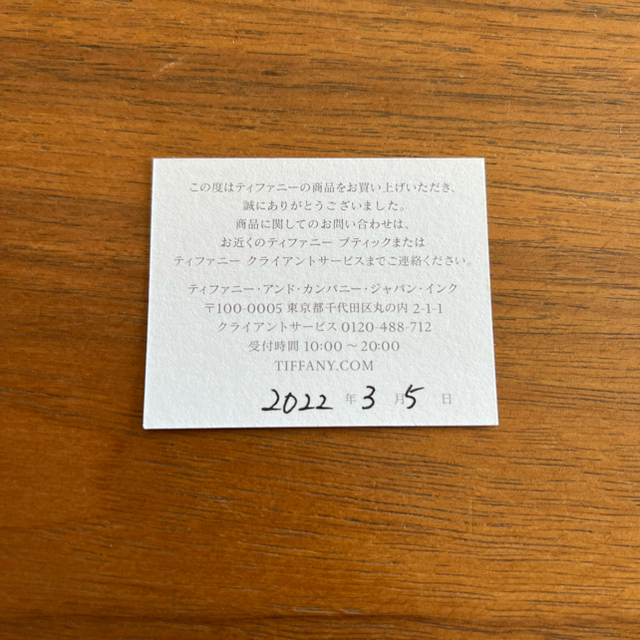 この度はティファニーの商品をお買い上げいただき、
誠にありがとうございました。
商品に関してのお問い合わせは、
お近くのティファニー ブティックまたは
ティファニー クライアントサービスまでご連絡ください。
ティファニー・アンド・カンパニー・ジャパン・インク
〒100-0005 東京都千代田区丸の内 2-1-1
クライアントサービス 0120-488-712
受付時間 10:00 〜 20:00
TIFFANY.COM
2022 年 3 月 5 日